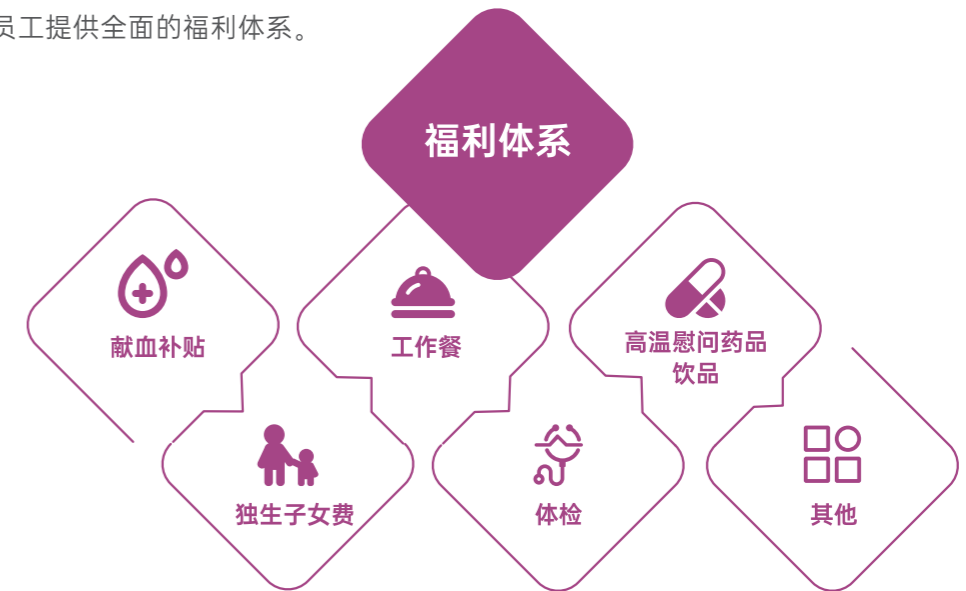 员工提供全面的福利体系。
福利体系
献血补贴
工作餐
高温慰问药品
饮品
独生子女费
体检
其他